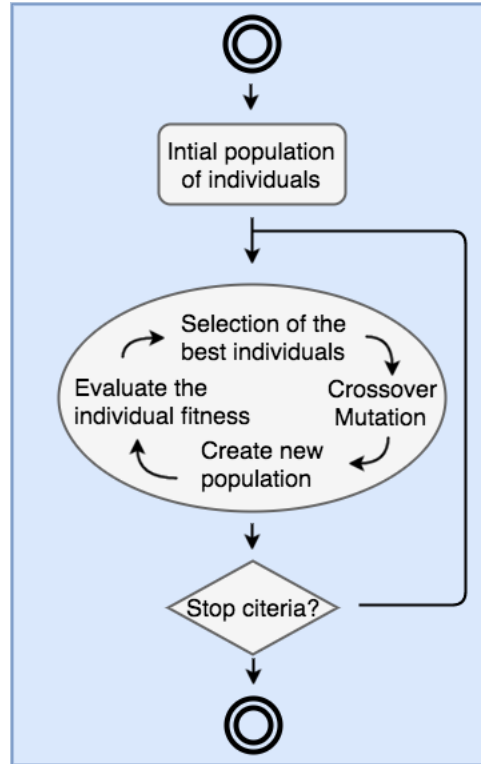 Intial population
of individuals
Selection of the
best individuals
Evaluate the
individual fitness
Crossover
Mutation
Create new
population
Stop citeria?